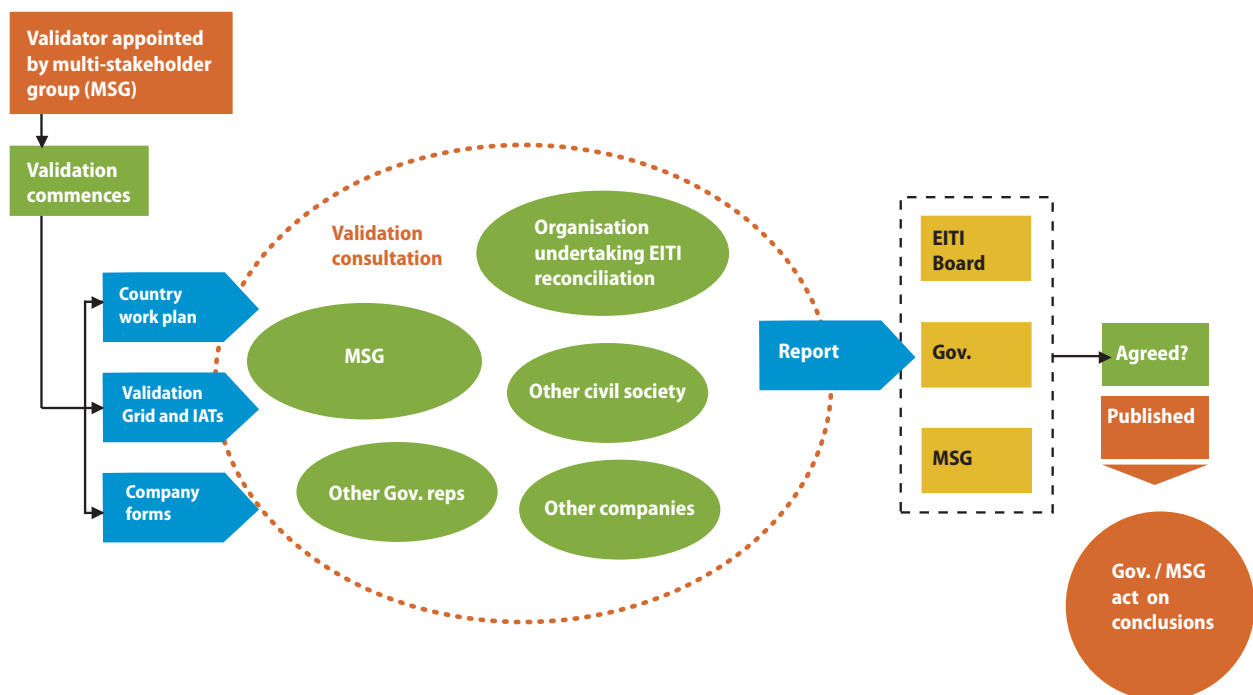 Validator appointed
by multi-stakeholder
group (MSG)
Validation
commences
Country
work plan
Validation
Grid and IATs
Company
forms
Validation
consultation
Organisation
undertaking EITI
reconciliation
MSG
Other civil society
Other Gov. reps
Other companies
Report
EITI
Board
Gov.
MSG
Agreed?
Published
Gov. / MSG
act on
conclusions